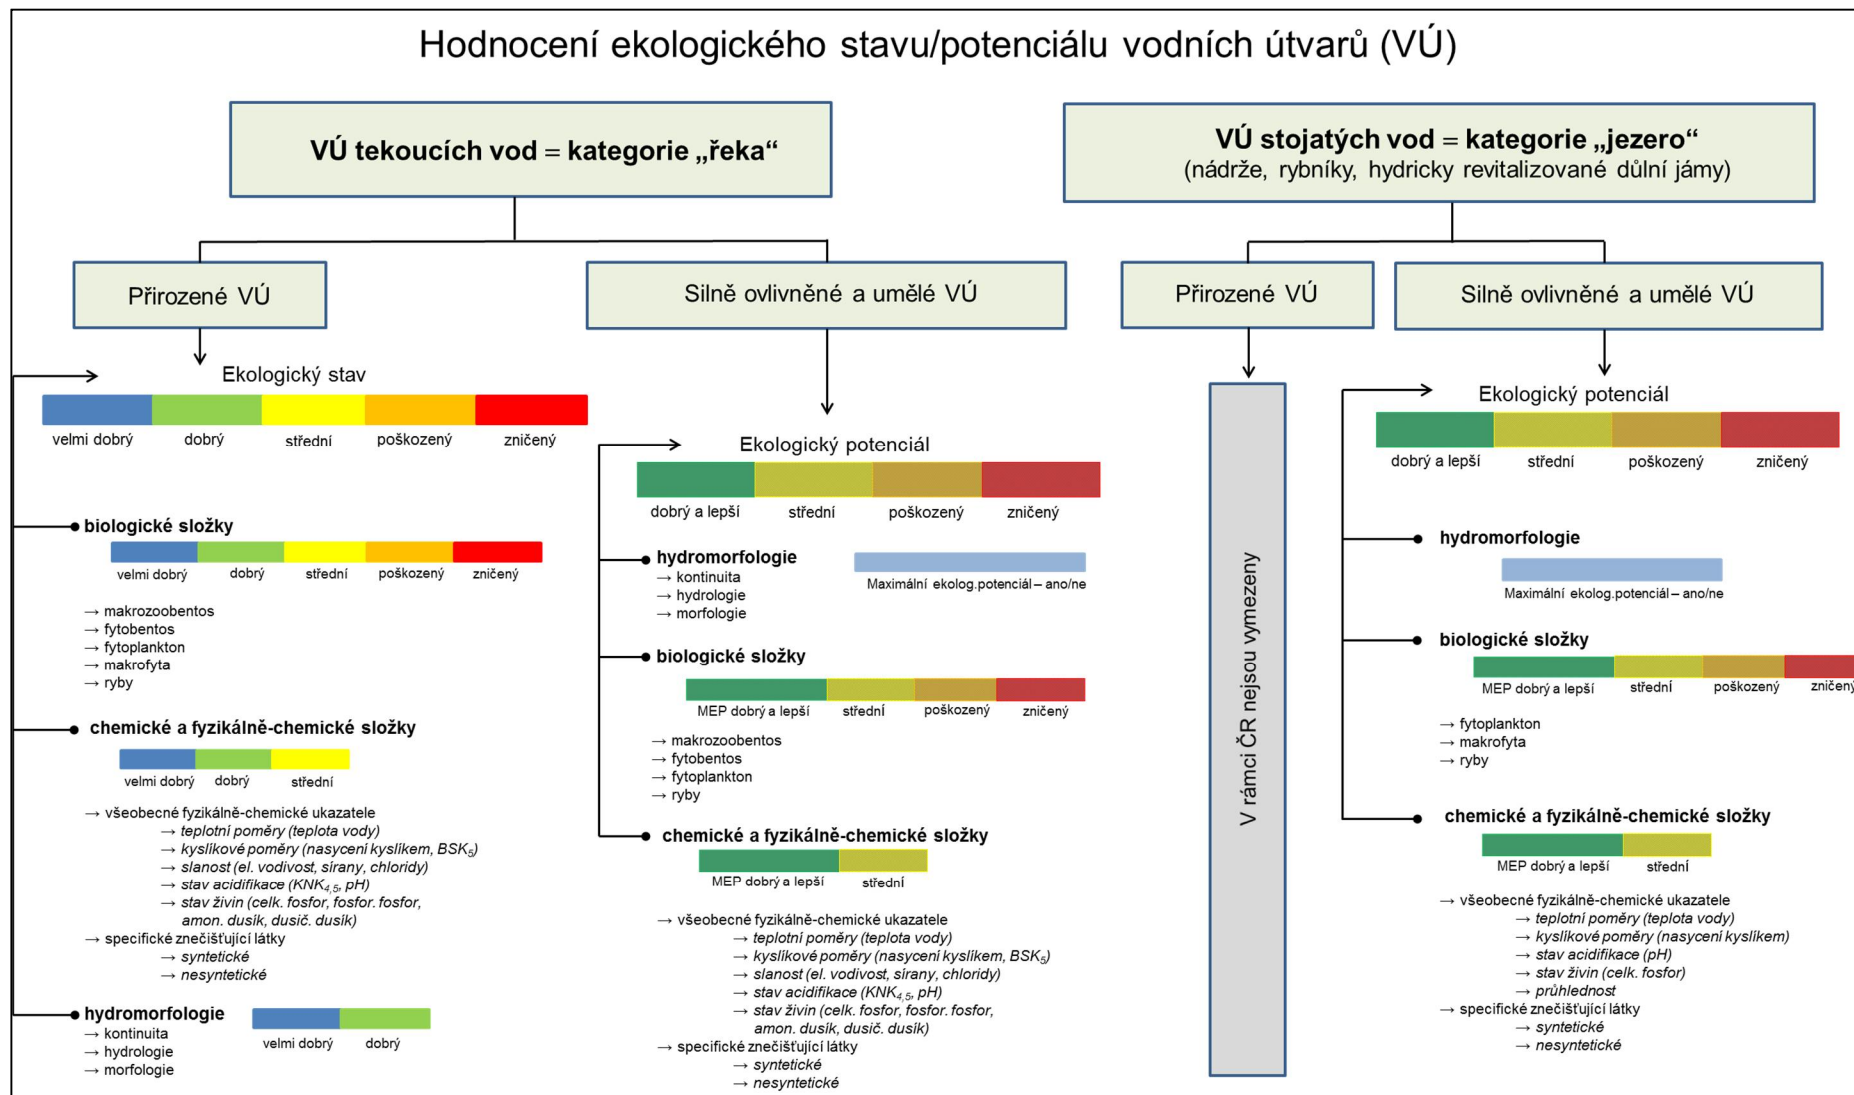 Hodnocení ekologického stavu/potenciálu vodních útvarů (VÚ)
VÚ tekoucích vod = kategorie „řeka“
Přirozené VÚ
Ekologický stav
velmi dobrý dobrý střední poškozený zničený
biologické složky
velmi dobrý dobrý střední poškozený zničený
→ makrozoobentos
→ fytobentos
→ fytoplankton
→ makrofyta
→ ryby
chemické a fyzikálně-chemické složky
velmi dobrý dobrý střední
→ všeobecné fyzikálně-chemické ukazatele
→ teplotní poměry (teplota vody)
→ kyslíkové poměry (nasycení kyslíkem, BSK5)
→ slanost (el. vodivost, sírany, chloridy)
→ stav acidifikace (KNK4,5, pH)
→ stav živin (celk. fosfor, fosfor. fosfor,
amon. dusík, dusič. dusík)
→ specifické znečišťující látky
→ syntetické
→ nesyntetické
hydromorfologie
velmi dobrý dobrý
→ kontinuita
→ hydrologie
→ morfologie
Silně ovlivněné a umělé VÚ
Ekologický potenciál
dobrý a lepší střední poškozený zničený
hydromorfologie
→ kontinuita
→ hydrologie
→ morfologie
Maximální ekolog.potenciál – ano/ne
biologické složky
MEP dobrý a lepší střední poškozený zničený
→ makrozoobentos
→ fytobentos
→ fytoplankton
→ ryby
chemické a fyzikálně-chemické složky
MEP dobrý a lepší střední
→ všeobecné fyzikálně-chemické ukazatele
→ teplotní poměry (teplota vody)
→ kyslíkové poměry (nasycení kyslíkem, BSK5)
→ slanost (el. vodivost, sírany, chloridy)
→ stav acidifikace (KNK4,5, pH)
→ stav živin (celk. fosfor, fosfor. fosfor,
amon. dusík, dusič. dusík)
→ specifické znečišťující látky
→ syntetické
→ nesyntetické
VÚ stojatých vod = kategorie „jezero“
(nádrže, rybníky, hydricky revitalizované důlní jámy)
Přirozené VÚ
V rámci ČR nejsou vymezeny
Silně ovlivněné a umělé VÚ
Ekologický potenciál
dobrý a lepší střední poškozený zničený
hydromorfologie
Maximální ekolog.potenciál – ano/ne
biologické složky
MEP dobrý a lepší střední poškozený zničený
→ fytoplankton
→ makrofyta
→ ryby
chemické a fyzikálně-chemické složky
MEP dobrý a lepší střední
→ všeobecné fyzikálně-chemické ukazatele
→ teplotní poměry (teplota vody)
→ kyslíkové poměry (nasycení kyslíkem)
→ stav acidifikace (pH)
→ stav živin (celk. fosfor)
→ průhlednost
→ specifické znečišťující látky
→ syntetické
→ nesyntetické